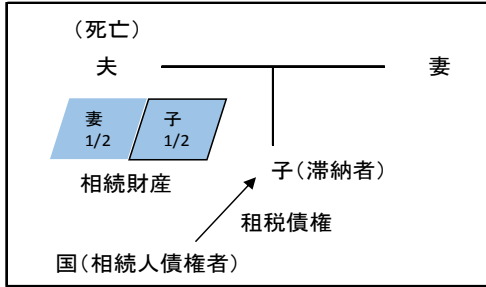 （死亡）
夫
妻
妻
1/2
子
1/2
相続財産
子（滞納者）
租税債権
国（相続人債権者）